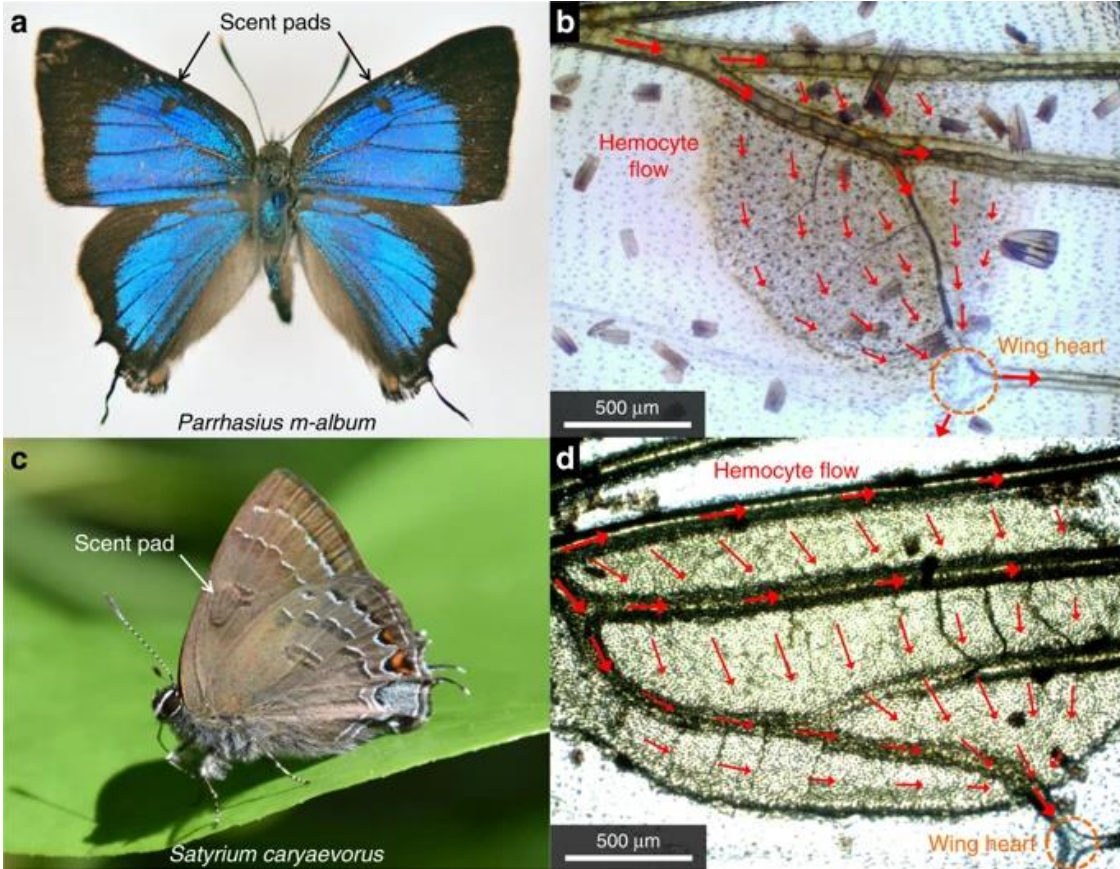 a
Scent pads
Parrhasius m-album
b
Hemocyte
flow
Wing heart
500 µm
c
Scent pad
Satyrium caryaevorus
d
Hemocyte flow
500 µm
Wing heart